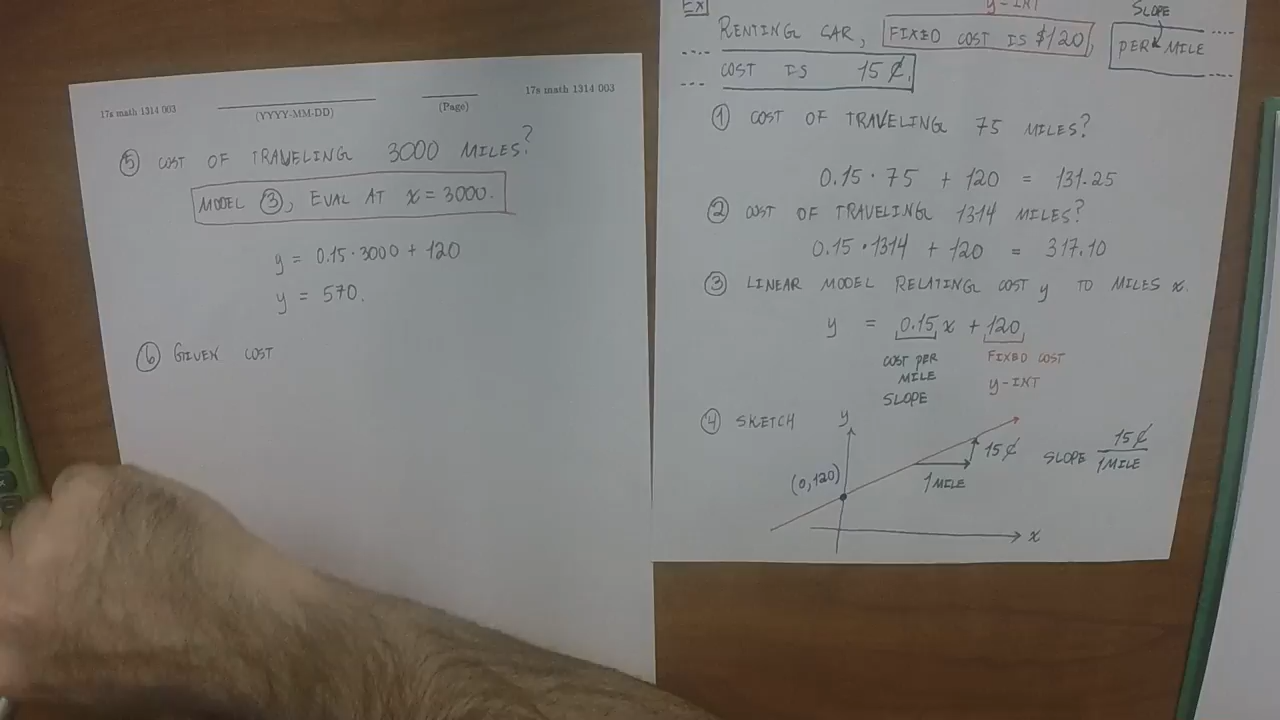 17s math 1314 003
(YYYY-MM-DD)
(Page)
17s math 1314 003
⑤ COST OF TRAVELING 3000 MILES?
MODEL ③, EVAL AT x = 3000.
y = 0.15·3000 + 120
y = 570.
⑥ GIVEN COST
EX
y-INT
SLOPE
RENTING CAR, FIXED COST IS $120, PER MILE
COST IS 15 ¢.
① COST OF TRAVELING 75 MILES?
0.15 · 75 + 120 = 131.25
② COST OF TRAVELING 1314 MILES?
0.15 · 1314 + 120 = 317.10
③ LINEAR MODEL RELATING COST y TO MILES x.
y = 0.15 x + 120
COST PER FIXED COST
MILE y-INT
SLOPE
④ SKETCH y
15 ¢ SLOPE 15 ¢
1 MILE
(0,120)
1 MILE
x